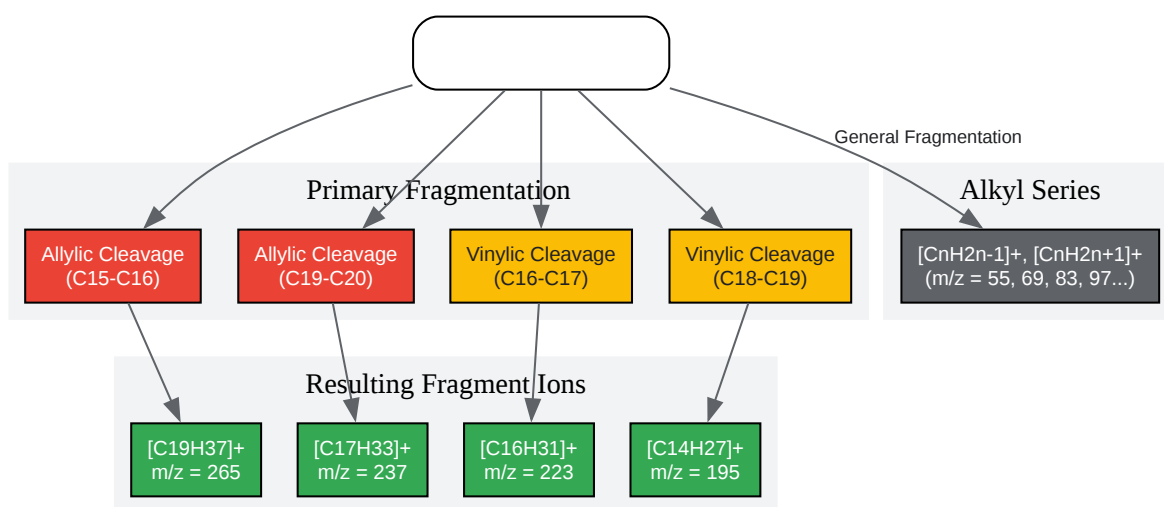 General Fragmentation
Primary Fragmentation
Alkyl Series
Allylic Cleavage
(C15-C16)
Allylic Cleavage
(C19-C20)
Vinylic Cleavage
(C16-C17)
Vinylic Cleavage
(C18-C19)
[CnH2n-1]+, [CnH2n+1]+
(m/z = 55, 69, 83, 97...)
Resulting Fragment Ions
[C19H37]+
m/z = 265
[C17H33]+
m/z = 237
[C16H31]+
m/z = 223
[C14H27]+
m/z = 195